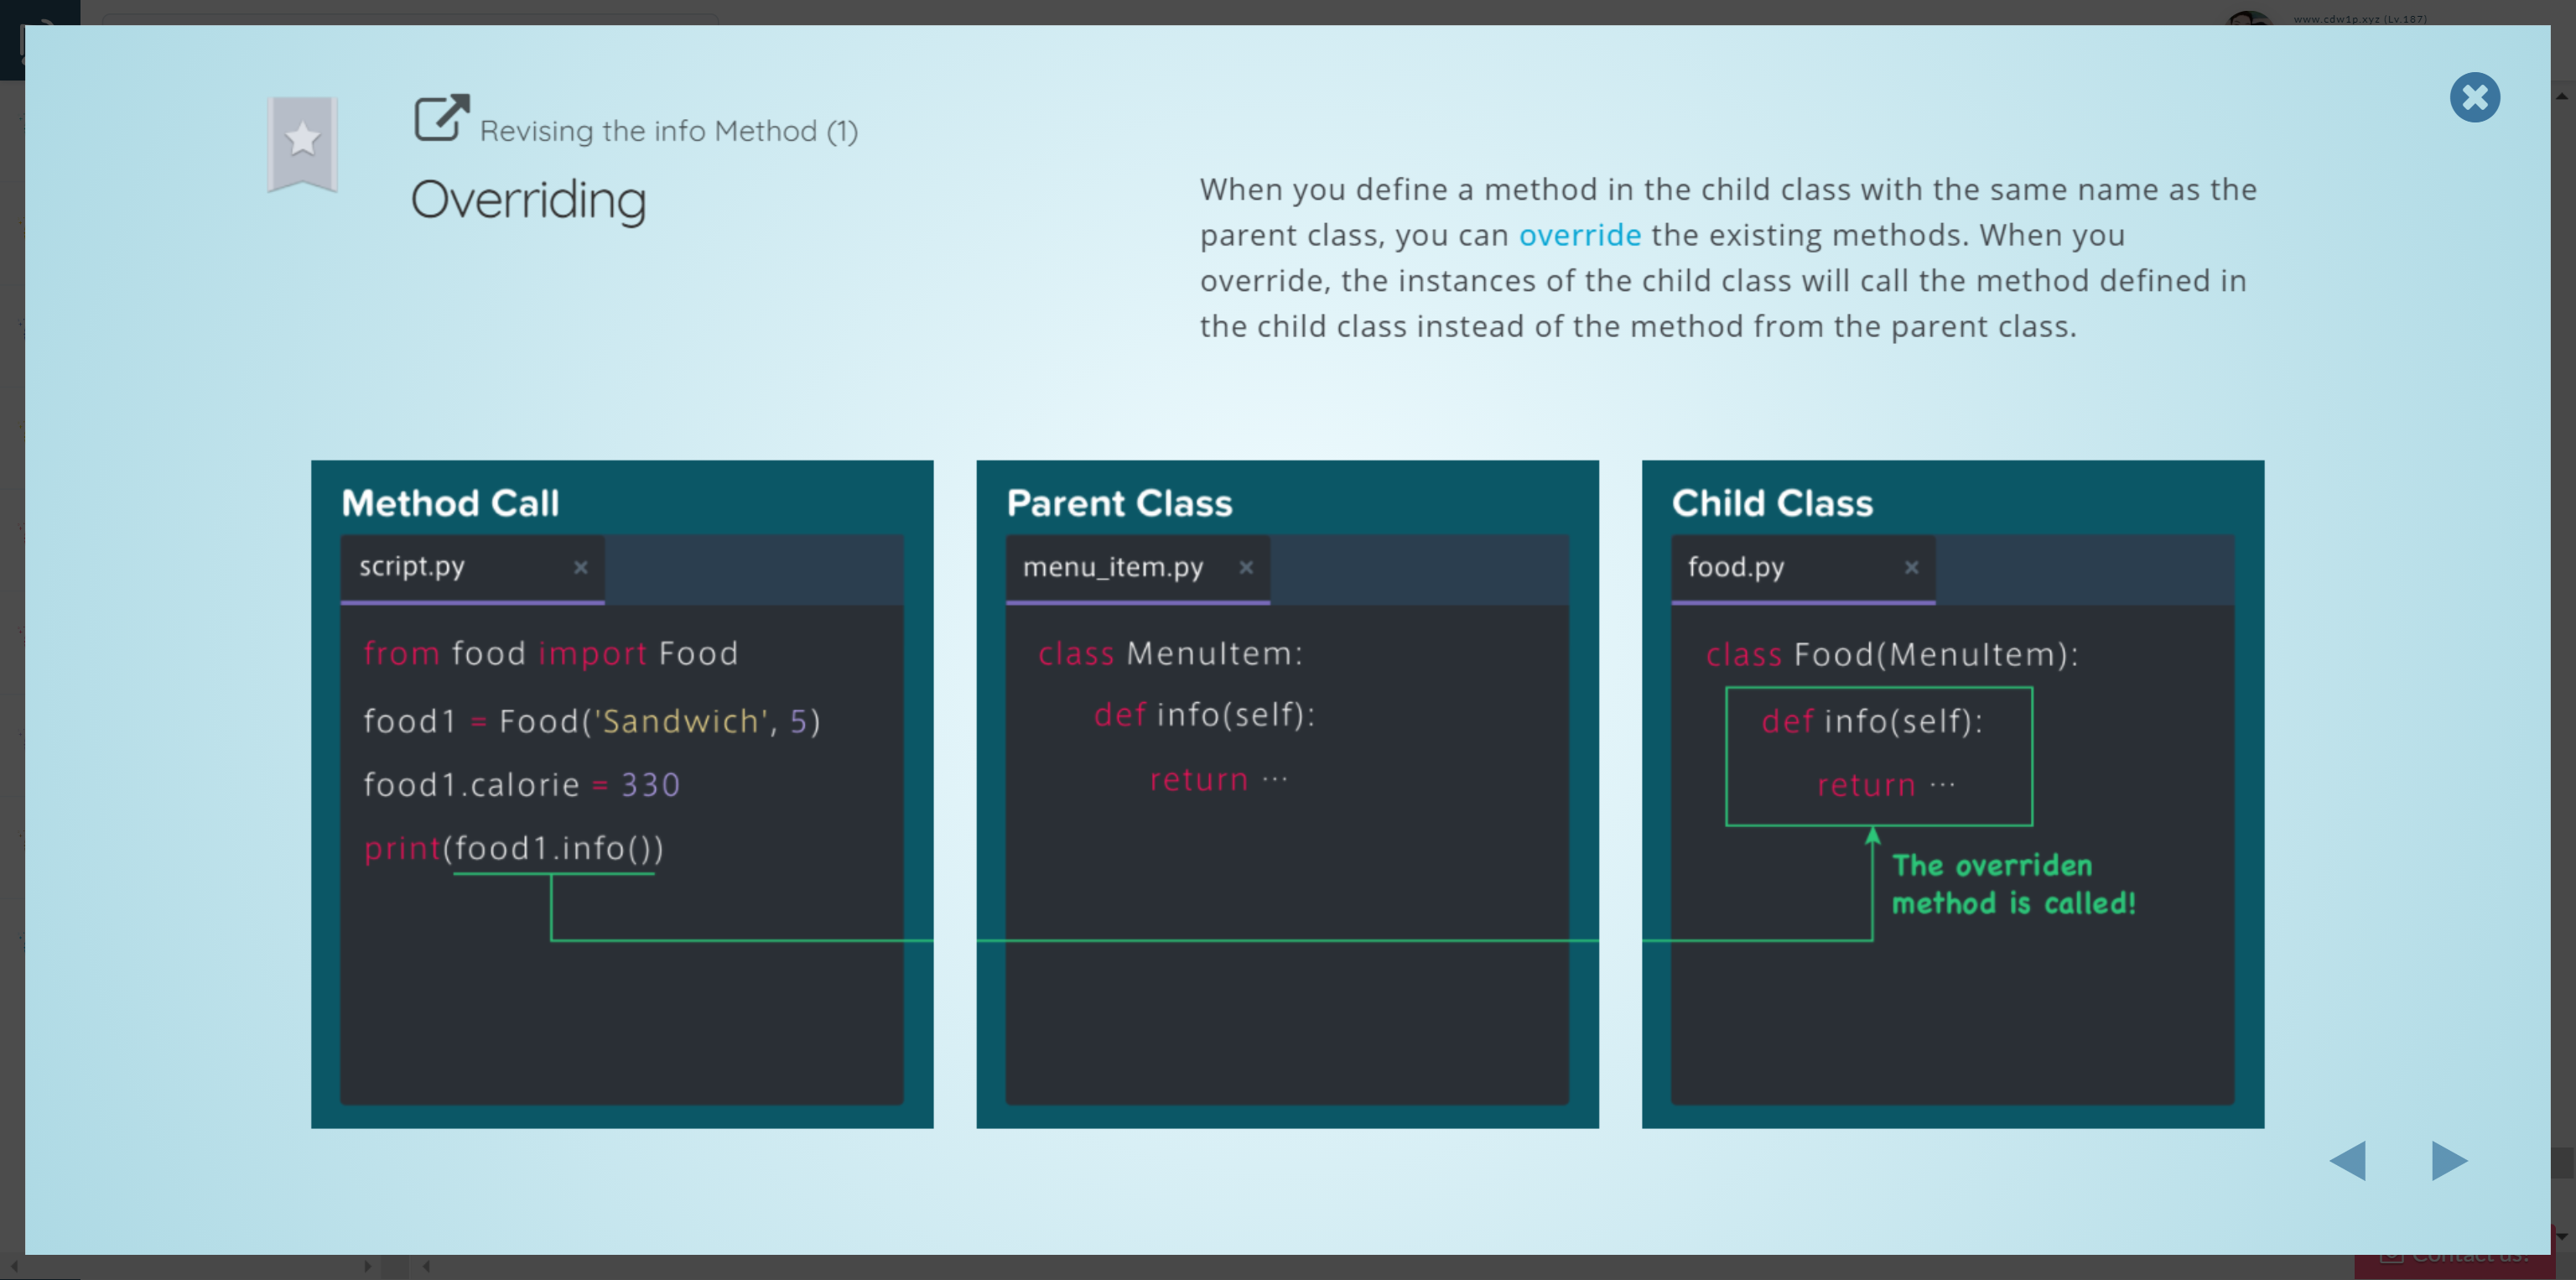 www.cdw1p.xyz (Lv.187)
Revising the info Method (1)
Overriding
When you define a method in the child class with the same name as the
parent class, you can override the existing methods. When you
override, the instances of the child class will call the method defined in
the child class instead of the method from the parent class.
Method Call
script.py
from food import Food
food1 = Food('Sandwich', 5)
food1.calorie = 330
print(food1.info())
Parent Class
menu_item.py
class MenuItem:
def info(self):
return ···
Child Class
food.py
class Food(MenuItem):
def info(self):
return ···
The overriden
method is called!
Contact us!